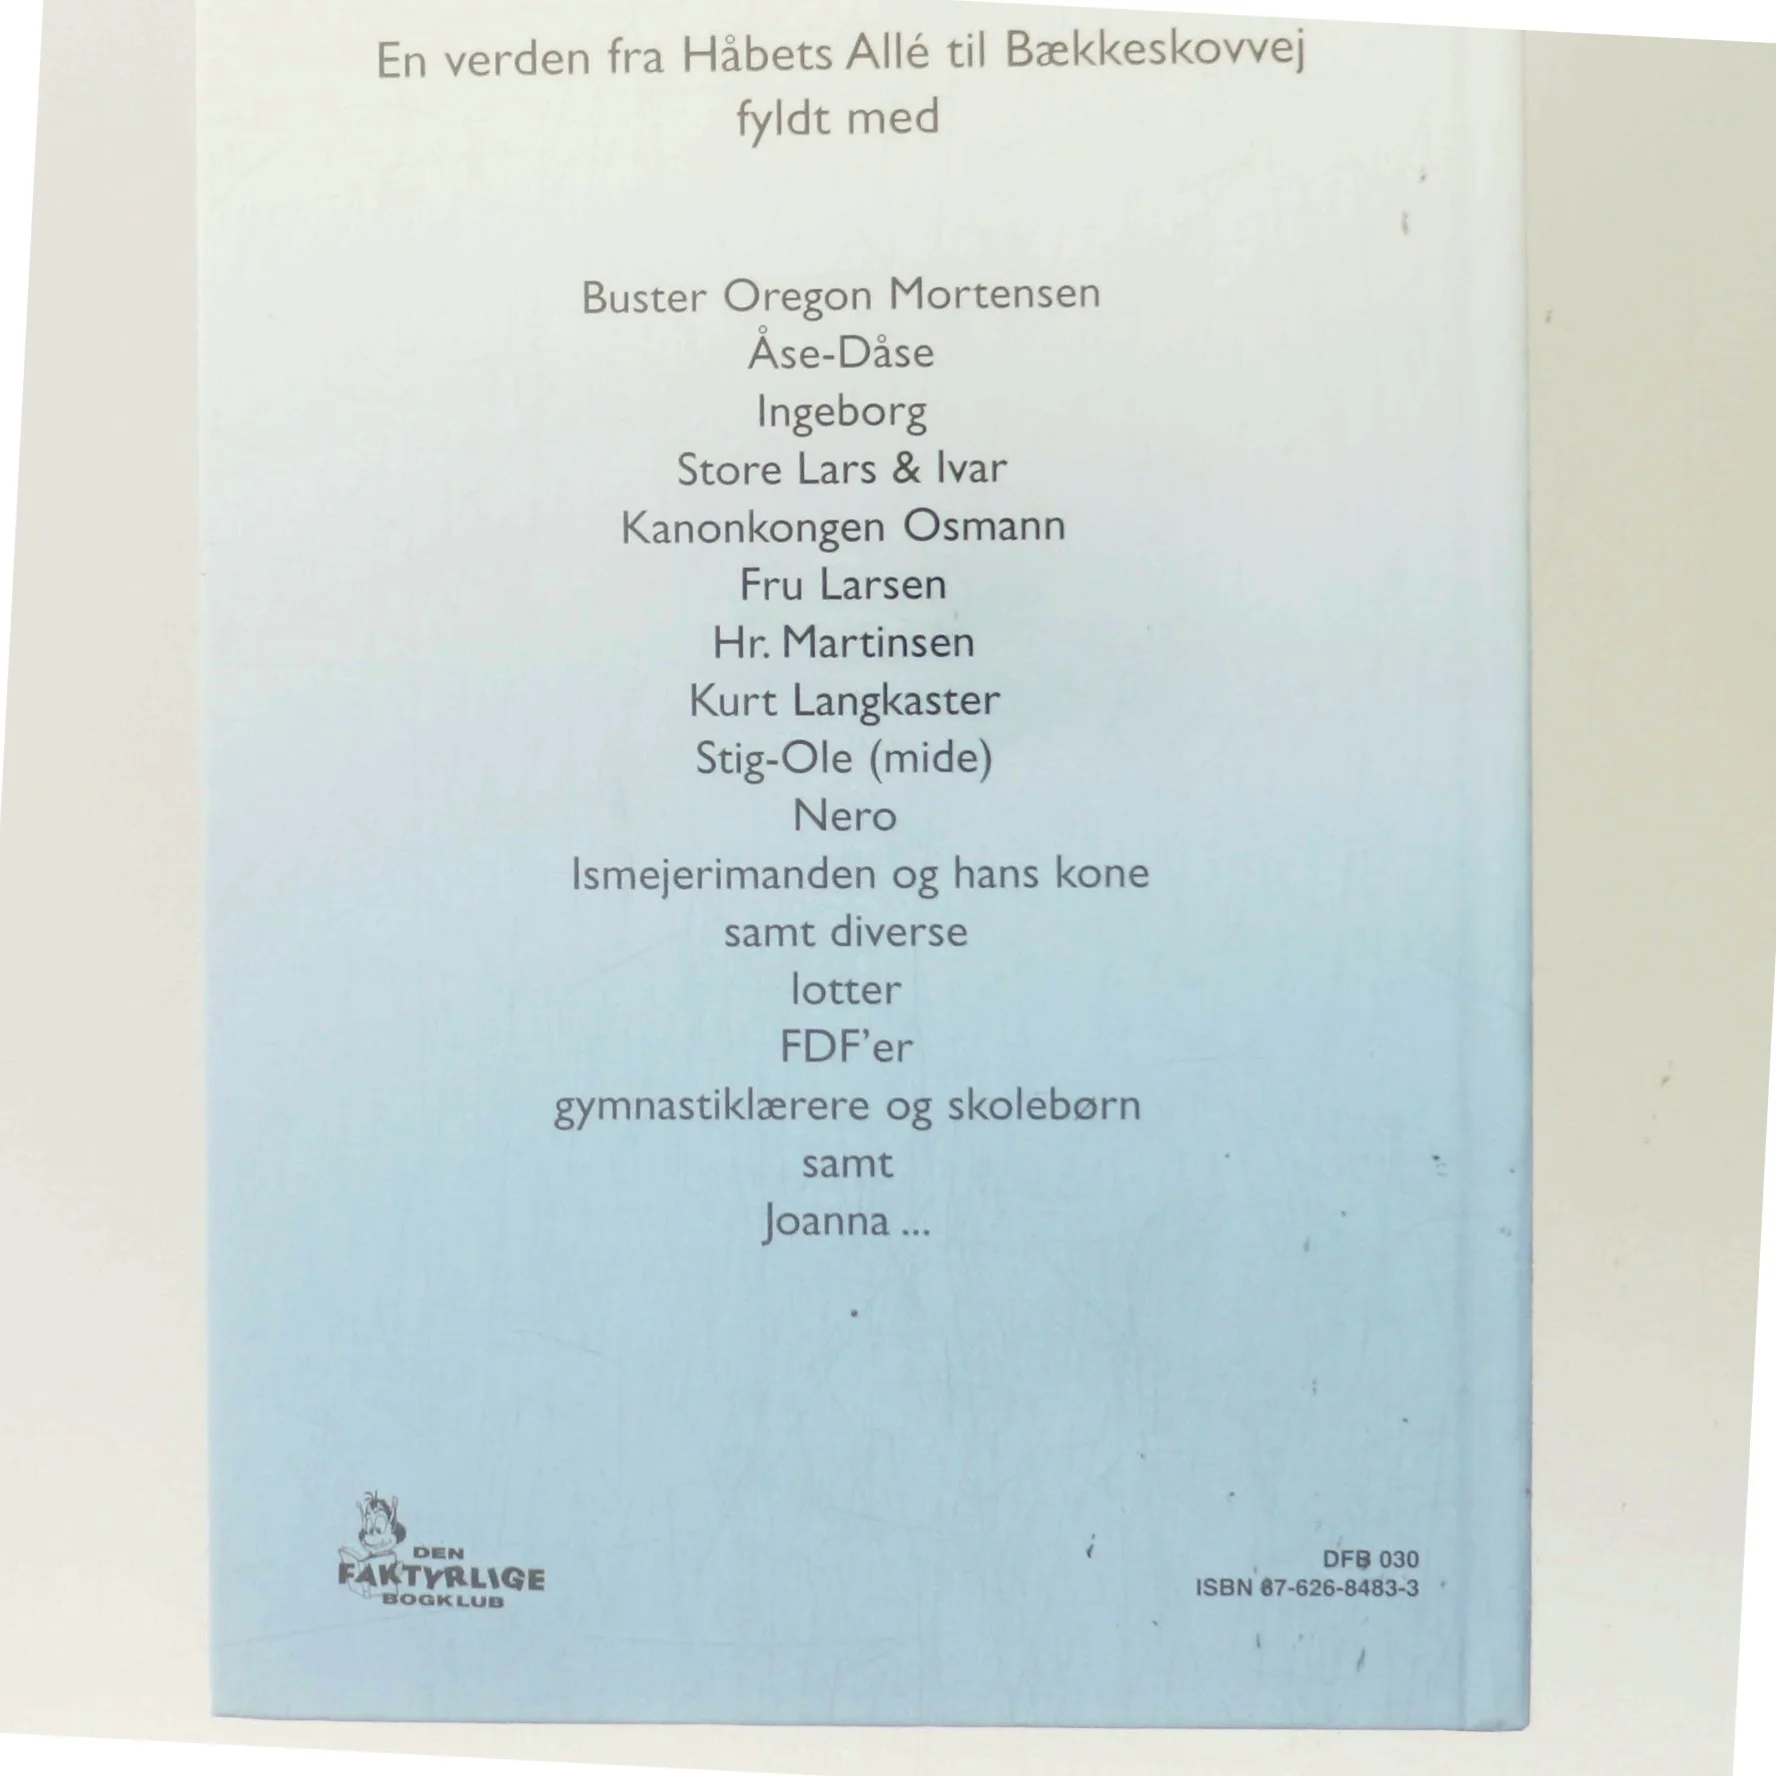 En verden fra Håbets Allé til Bækkeskovvej
fyldt med
Buster Oregon Mortensen
Åse-Dåse
Ingeborg
Store Lars & Ivar
Kanonkongen Osmann
Fru Larsen
Hr. Martinsen
Kurt Langkaster
Stig-Ole (mide)
Nero
Ismejerimanden og hans kone
samt diverse
lotter
FDF'er
gymnastiklærere og skolebørn
samt
Joanna ...
DEN
FAKTYRLIGE
BOGKLUB
DFB 030
ISBN 87-626-8483-3